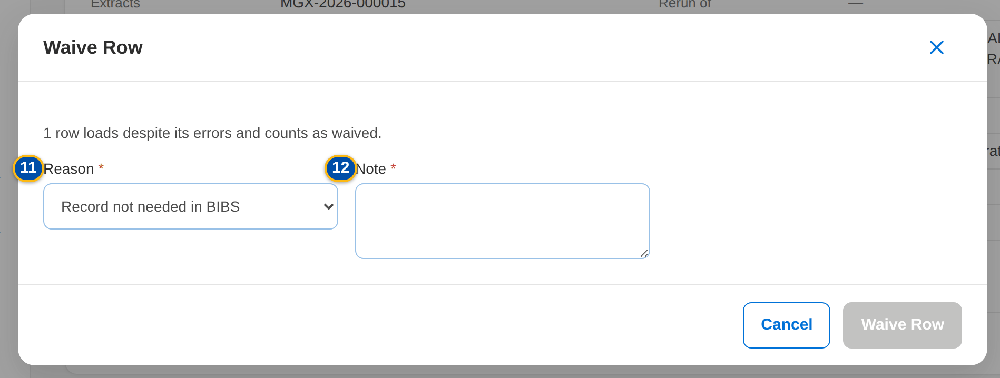 Extracts MGX-2026-000015 Rerun of —
Waive Row
1 row loads despite its errors and counts as waived.
11 Reason * 12 Note *
Record not needed in BIBS
Cancel Waive Row